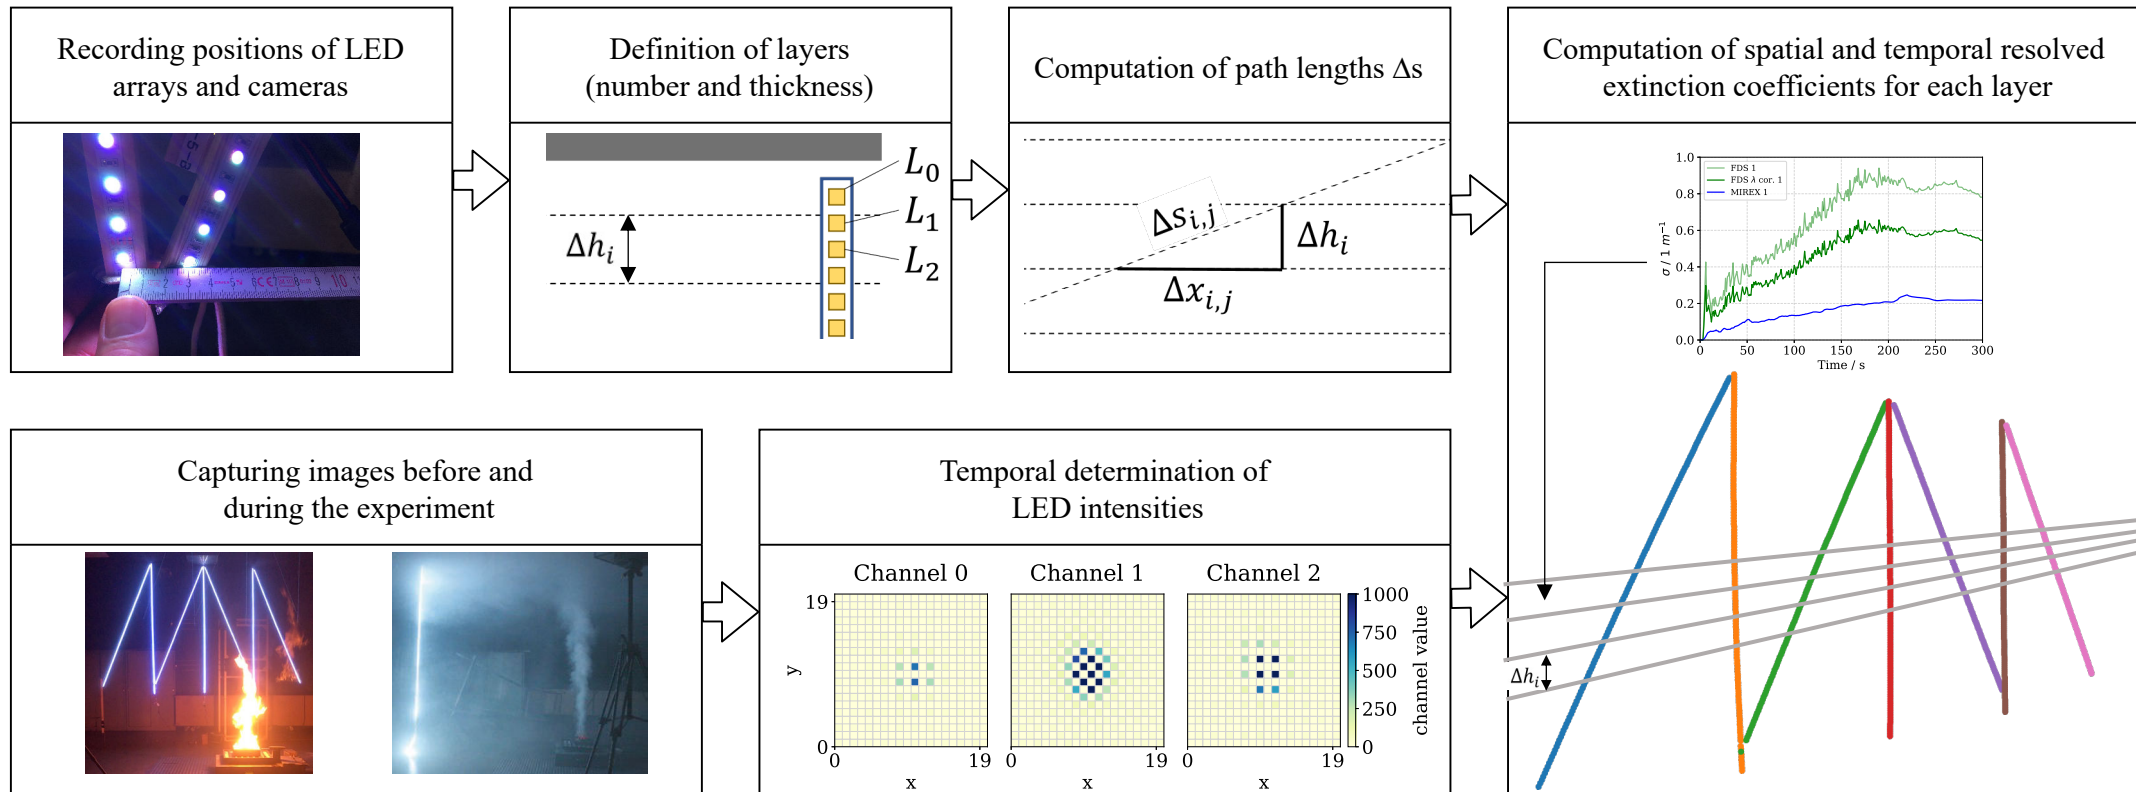 Recording positions of LED
arrays and cameras
Definition of layers
(number and thickness)
L₀
L₁
L₂
Δhᵢ
Computation of path lengths Δs
Δsᵢ,ⱼ
Δhᵢ
Δxᵢ,ⱼ
Computation of spatial and temporal resolved
extinction coefficients for each layer
FDS 1
FDS λ cor. 1
MIREX 1
1.0
0.8
0.6
0.4
0.2
0.0
σ / 1 m⁻¹
0 50 100 150 200 250 300
Time / s
Δhᵢ
Capturing images before and
during the experiment
Temporal determination of
LED intensities
Channel 0
Channel 1
Channel 2
19
y
0
0 19
x
0 19
x
0 19
x
1000
750
500
250
0
channel value